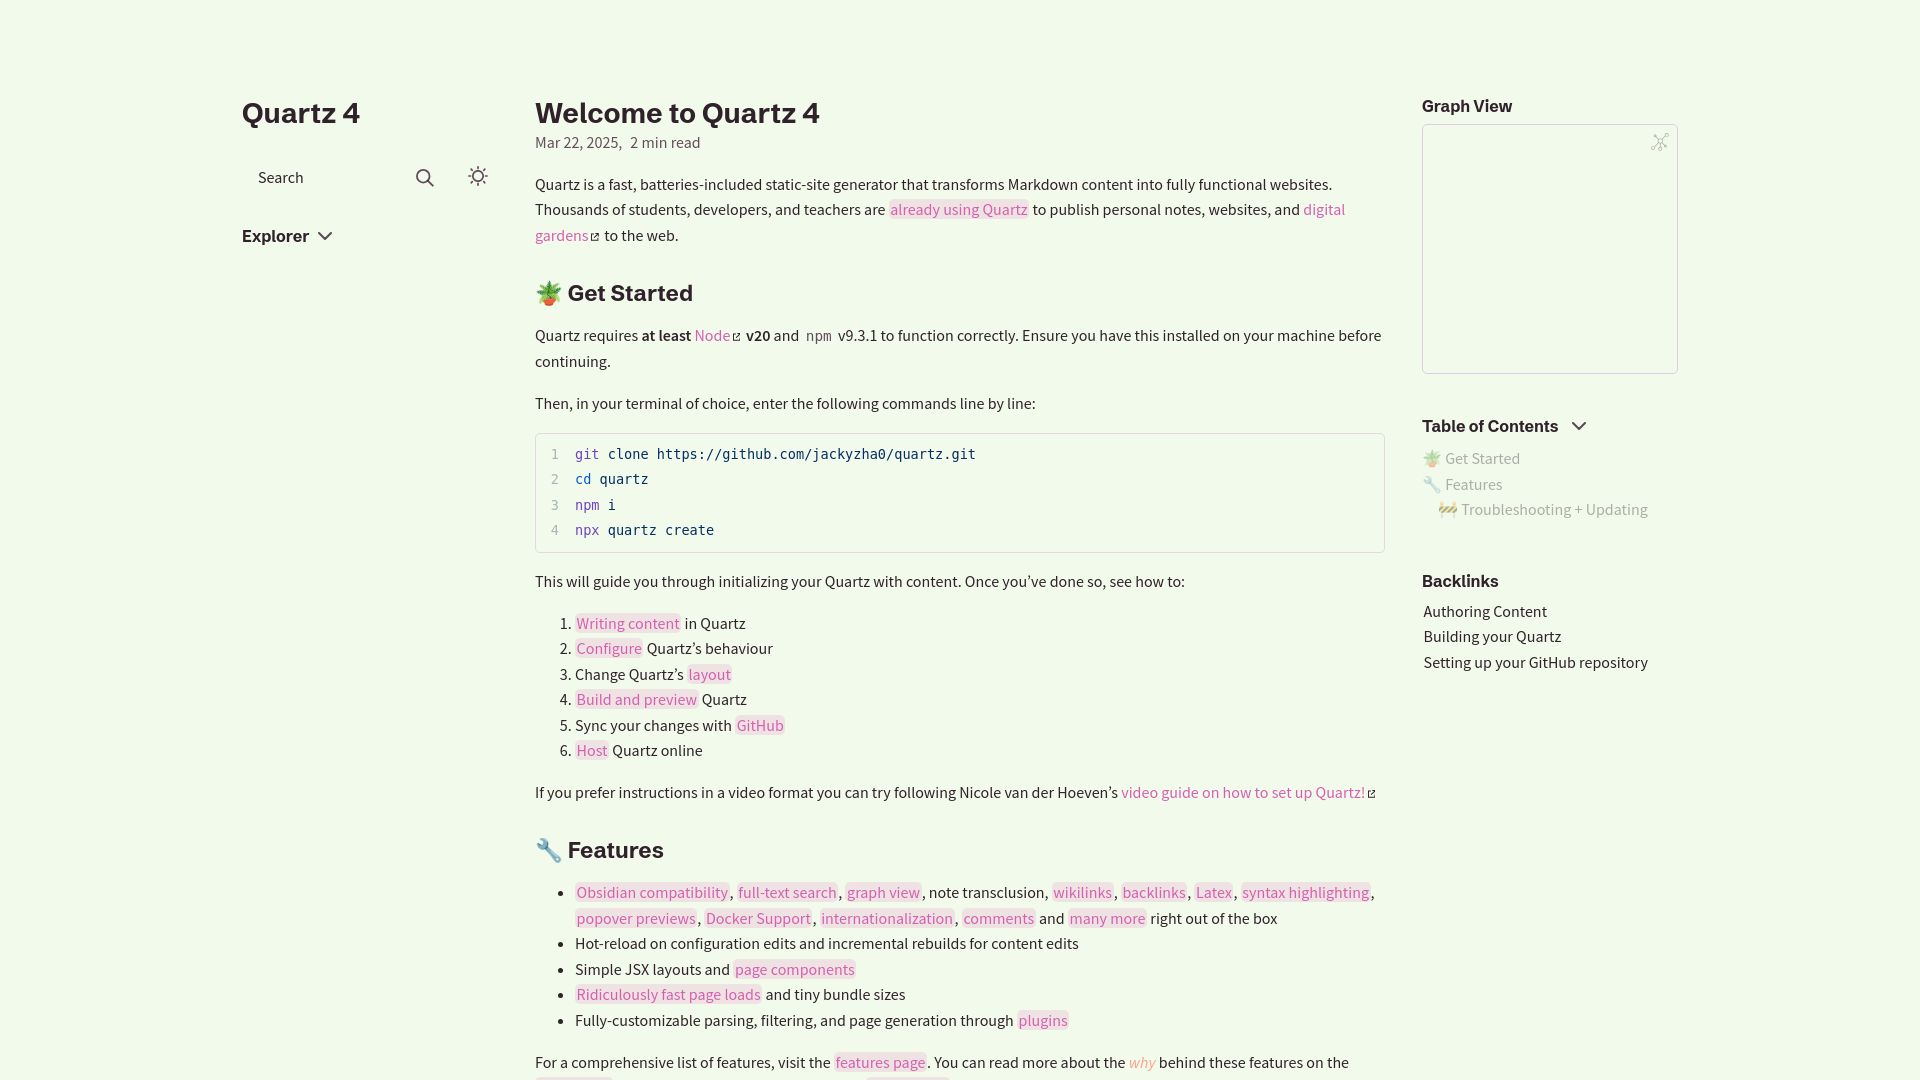 Quartz 4
Search
Explorer
Welcome to Quartz 4
Mar 22, 2025, 2 min read
Quartz is a fast, batteries-included static-site generator that transforms Markdown content into fully functional websites.
Thousands of students, developers, and teachers are already using Quartz to publish personal notes, websites, and digital
gardens to the web.
🪴 Get Started
Quartz requires at least Node v20 and npm v9.3.1 to function correctly. Ensure you have this installed on your machine before
continuing.
Then, in your terminal of choice, enter the following commands line by line:
1 git clone https://github.com/jackyzha0/quartz.git
2 cd quartz
3 npm i
4 npx quartz create
This will guide you through initializing your Quartz with content. Once you’ve done so, see how to:
1. Writing content in Quartz
2. Configure Quartz’s behaviour
3. Change Quartz’s layout
4. Build and preview Quartz
5. Sync your changes with GitHub
6. Host Quartz online
If you prefer instructions in a video format you can try following Nicole van der Hoeven’s video guide on how to set up Quartz!
🔧 Features
• Obsidian compatibility, full-text search, graph view, note transclusion, wikilinks, backlinks, Latex, syntax highlighting,
popover previews, Docker Support, internationalization, comments and many more right out of the box
• Hot-reload on configuration edits and incremental rebuilds for content edits
• Simple JSX layouts and page components
• Ridiculously fast page loads and tiny bundle sizes
• Fully-customizable parsing, filtering, and page generation through plugins
For a comprehensive list of features, visit the features page. You can read more about the why behind these features on the
Graph View
Table of Contents
🪴 Get Started
🔧 Features
🚧 Troubleshooting + Updating
Backlinks
Authoring Content
Building your Quartz
Setting up your GitHub repository